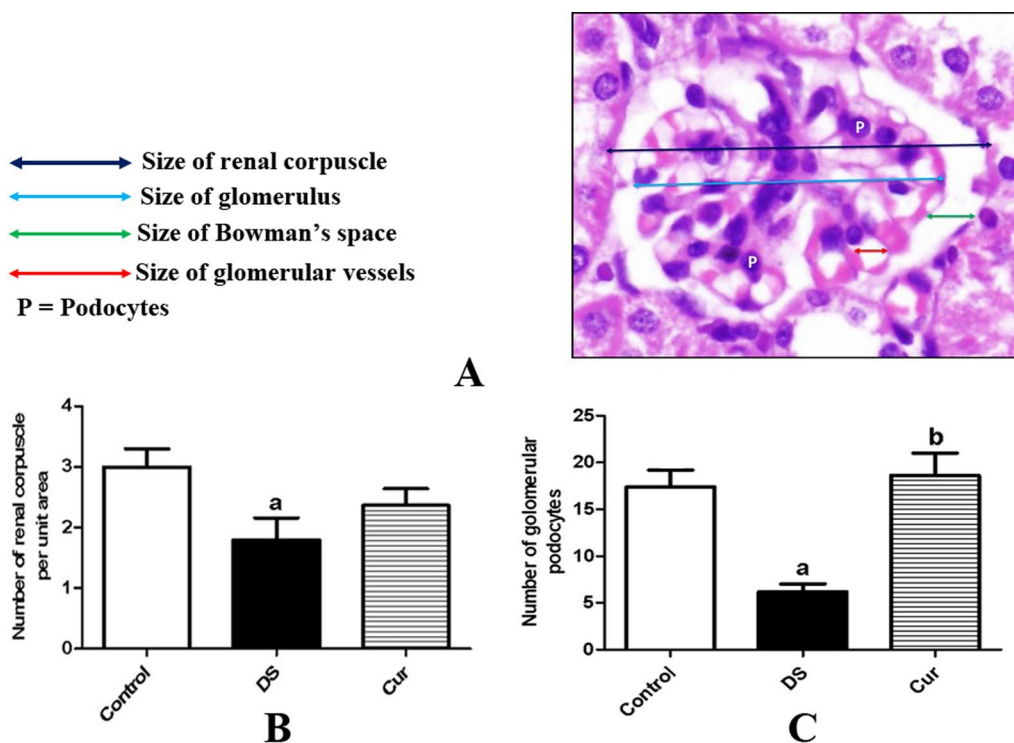 Size of renal corpuscle
Size of glomerulus
Size of Bowman's space
Size of glomerular vessels
P = Podocytes
P
P
A
Number of renal corpuscle
per unit area
4
3
2
1
0
a
Control
DS
Cur
B
Number of golomerular
podocytes
25
20
15
10
5
0
a
b
Control
DS
Cur
C